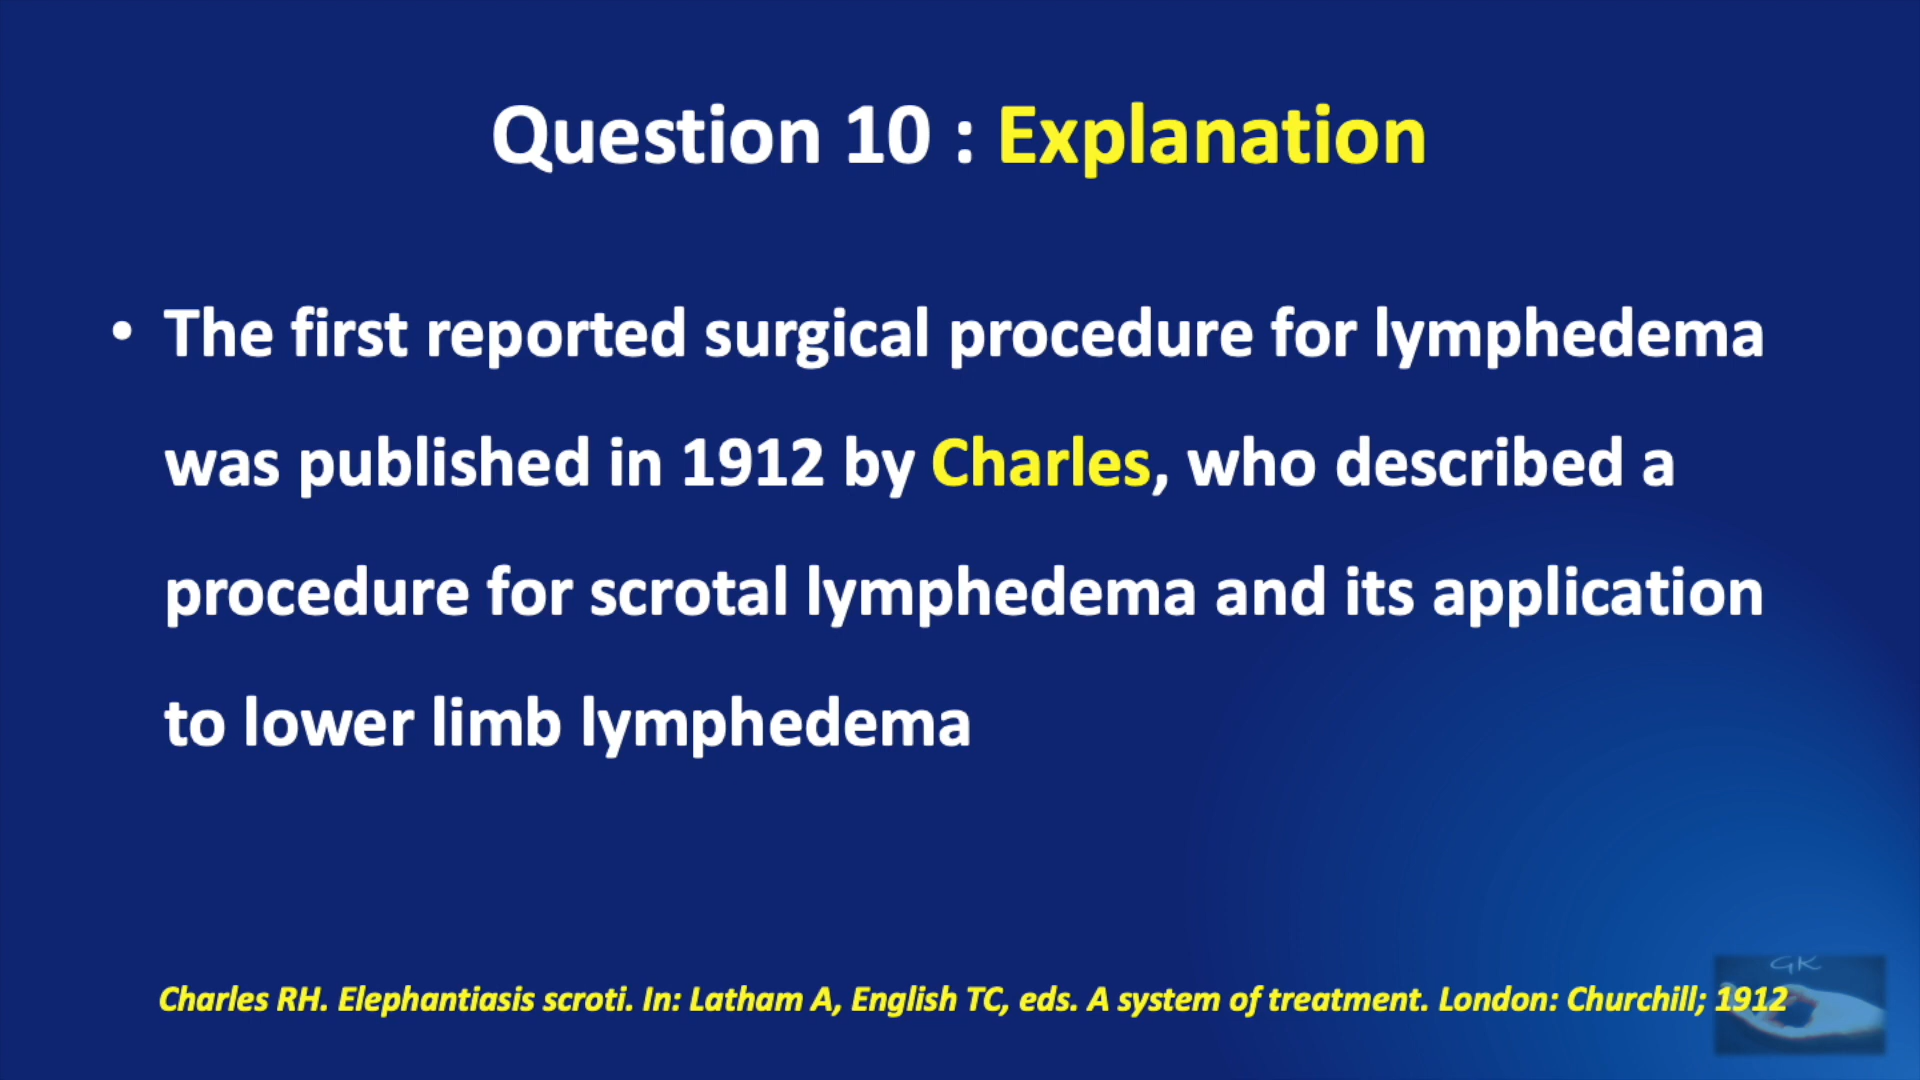 Question 10 : Explanation
• The first reported surgical procedure for lymphedema
was published in 1912 by Charles, who described a
procedure for scrotal lymphedema and its application
to lower limb lymphedema
Charles RH. Elephantiasis scroti. In: Latham A, English TC, eds. A system of treatment. London: Churchill; 1912
GK